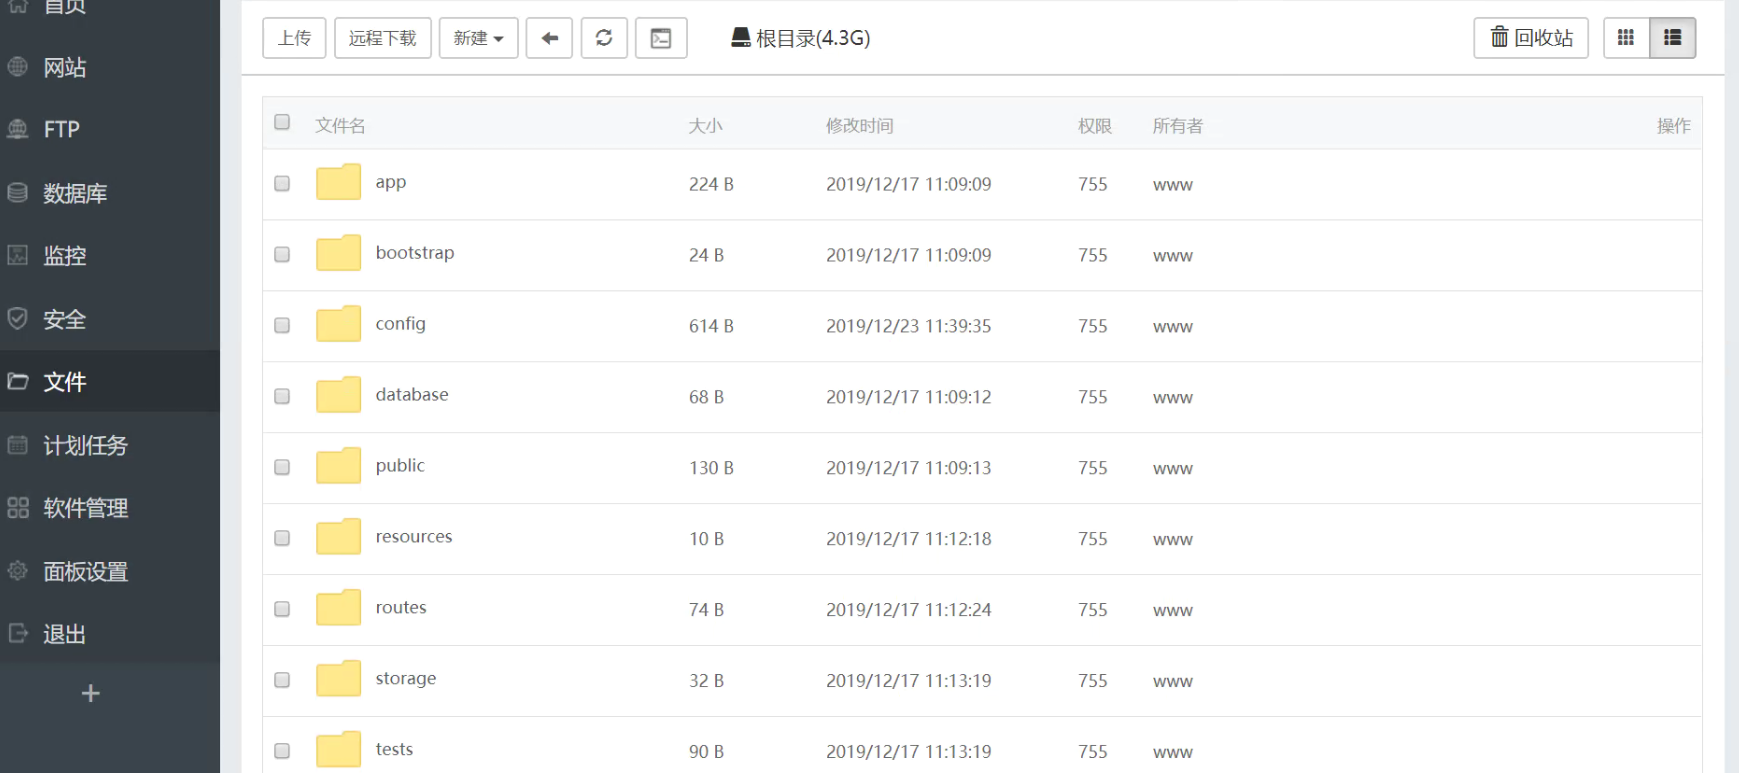 首页
网站
FTP
数据库
监控
安全
文件
计划任务
软件管理
面板设置
退出
+
上传 远程下载 新建 根目录(4.3G) 回收站
文件名 大小 修改时间 权限 所有者 操作
app 224 B 2019/12/17 11:09:09 755 www
bootstrap 24 B 2019/12/17 11:09:09 755 www
config 614 B 2019/12/23 11:39:35 755 www
database 68 B 2019/12/17 11:09:12 755 www
public 130 B 2019/12/17 11:09:13 755 www
resources 10 B 2019/12/17 11:12:18 755 www
routes 74 B 2019/12/17 11:12:24 755 www
storage 32 B 2019/12/17 11:13:19 755 www
tests 90 B 2019/12/17 11:13:19 755 www